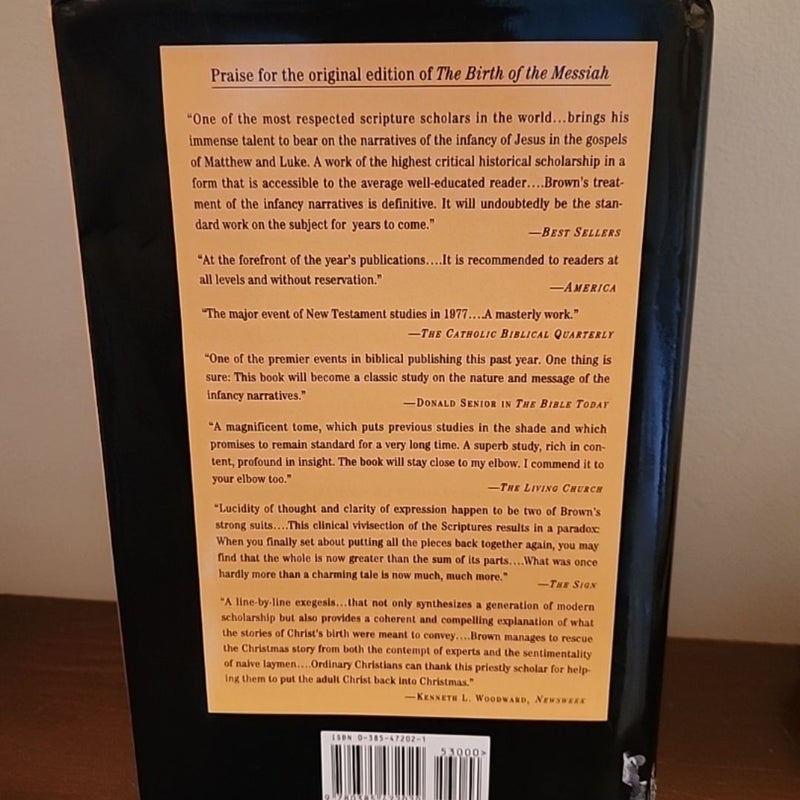 Praise for the original edition of The Birth of the Messiah
“One of the most respected scripture scholars in the world...brings his
immense talent to bear on the narratives of the infancy of Jesus in the gospels
of Matthew and Luke. A work of the highest critical historical scholarship in a
form that is accessible to the average well-educated reader....Brown's treat-
ment of the infancy narratives is definitive. It will undoubtedly be the stan-
dard work on the subject for years to come.”
—BEST SELLERS
“At the forefront of the year's publications....It is recommended to readers at
all levels and without reservation.”
—AMERICA
“The major event of New Testament studies in 1977....A masterly work.”
—THE CATHOLIC BIBLICAL QUARTERLY
“One of the premier events in biblical publishing this past year. One thing is
sure: This book will become a classic study on the nature and message of the
infancy narratives.”
—DONALD SENIOR IN THE BIBLE TODAY
“A magnificent tome, which puts previous studies in the shade and which
promises to remain standard for a very long time. A superb study, rich in con-
tent, profound in insight. The book will stay close to my elbow. I commend it to
your elbow too.”
—THE LIVING CHURCH
“Lucidity of thought and clarity of expression happen to be two of Brown's
strong suits....This clinical vivisection of the Scriptures results in a paradox:
When you finally set about putting all the pieces back together again, you may
find that the whole is now greater than the sum of its parts....What was once
hardly more than a charming tale is now much, much more.”
—THE SIGN
“A line-by-line exegesis...that not only synthesizes a generation of modern
scholarship but also provides a coherent and compelling explanation of what
the stories of Christ's birth were meant to convey....Brown manages to rescue
the Christmas story from both the contempt of experts and the sentimentality
of naive laymen....Ordinary Christians can thank this priestly scholar for help-
ing them to put the adult Christ back into Christmas.”
—KENNETH L. WOODWARD, NEWSWEEK
ISBN 0-385-47202-1
53000>